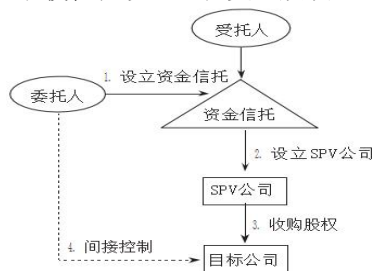 受托人
1. 设立资金信托
委托人
资金信托
2. 设立SPV公司
SPV公司
3. 收购股权
4. 间接控制
目标公司